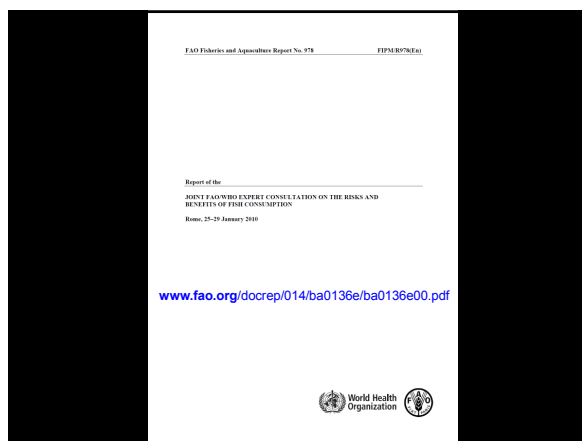 FAO Fisheries and Aquaculture Report No. 978 FIPM/R978(En)
Report of the
JOINT FAO/WHO EXPERT CONSULTATION ON THE RISKS AND
BENEFITS OF FISH CONSUMPTION
Rome, 25–29 January 2010
www.fao.org/docrep/014/ba0136e/ba0136e00.pdf
World Health
Organization
F A O